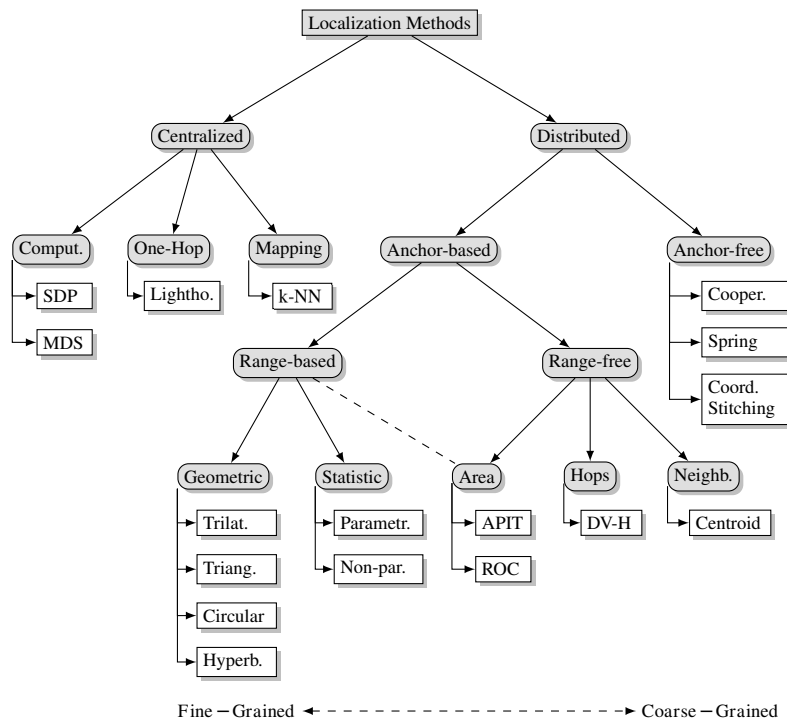 Localization Methods
Centralized
Distributed
Comput.
One-Hop
Mapping
Anchor-based
Anchor-free
SDP
Lightho.
k-NN
Cooper.
MDS
Spring
Range-based
Range-free
Coord.
Stitching
Geometric
Statistic
Area
Hops
Neighb.
Trilat.
Parametr.
APIT
DV-H
Centroid
Triang.
Non-par.
ROC
Circular
Hyperb.
Fine – Grained
Coarse – Grained